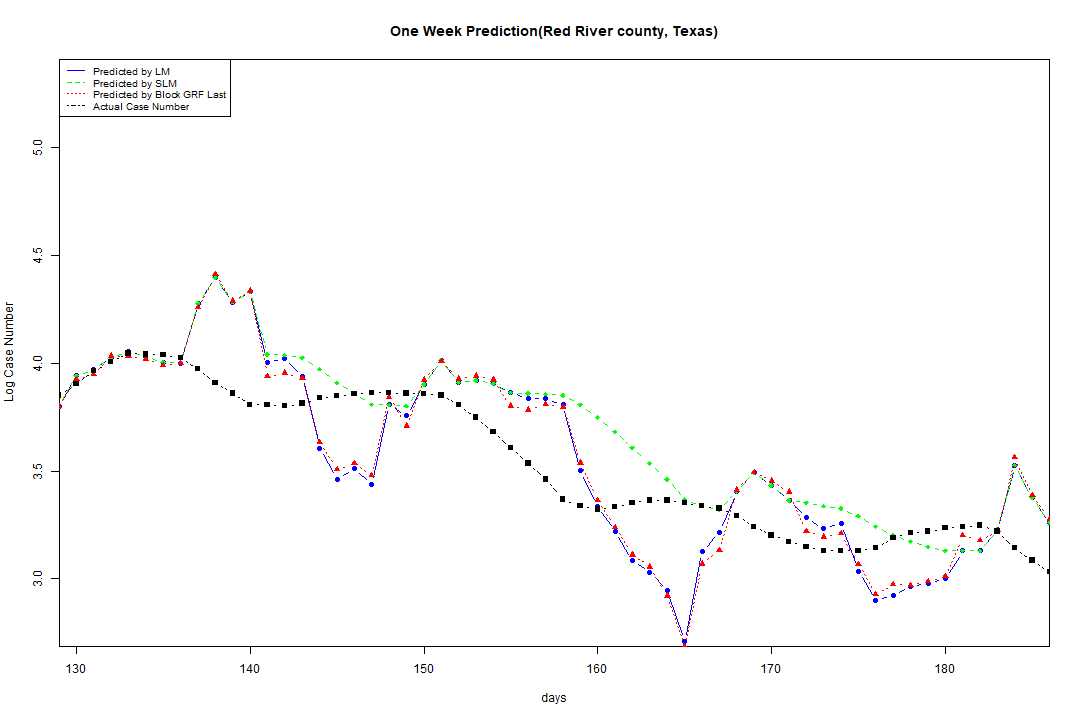 One Week Prediction(Red River county, Texas)
Predicted by LM
Predicted by SLM
Predicted by Block GRF Last
Actual Case Number
Log Case Number
5.0
4.5
4.0
3.5
3.0
130 140 150 160 170 180
days